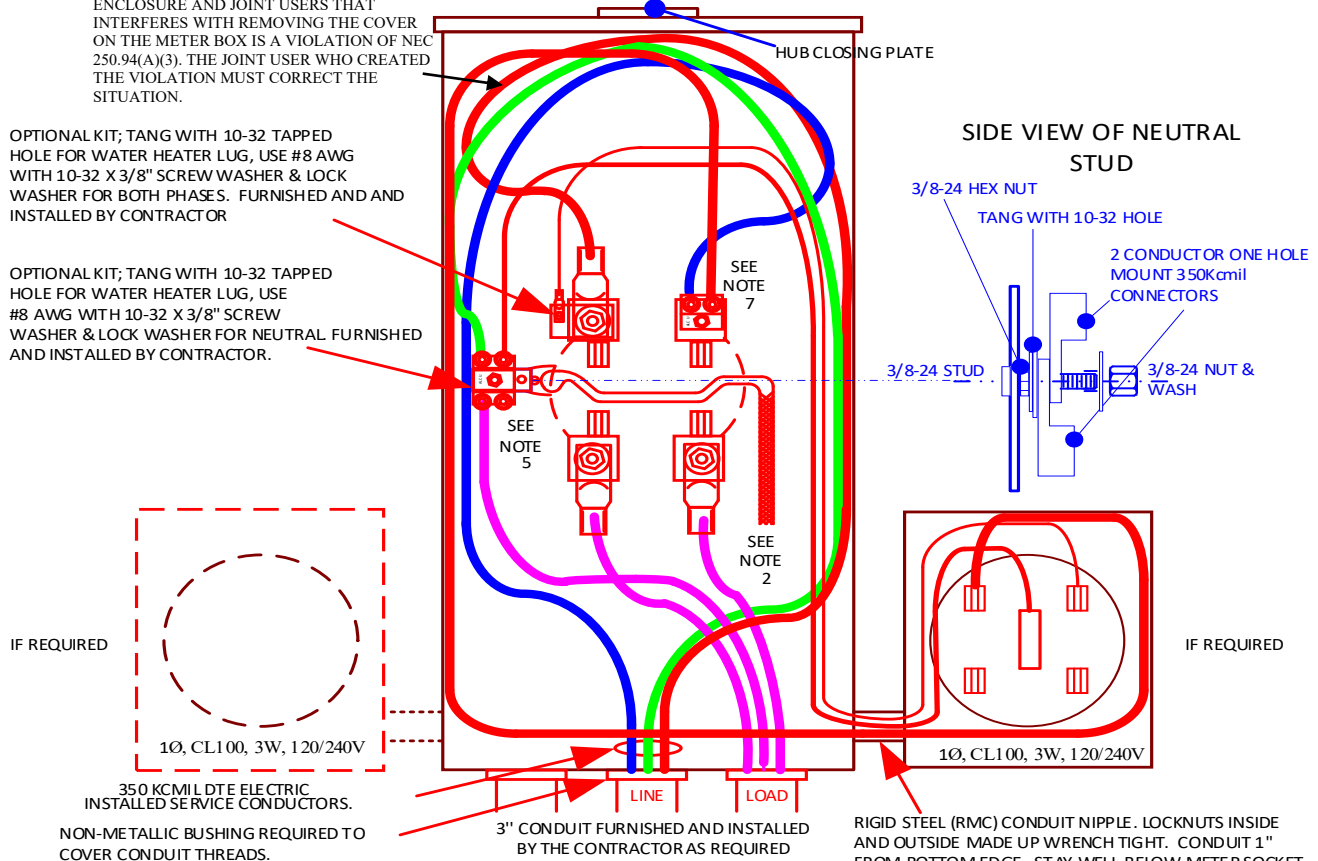 ENCLOSURE AND JOINT USERS THAT
INTERFERES WITH REMOVING THE COVER
ON THE METER BOX IS A VIOLATION OF NEC
250.94(A)(3). THE JOINT USER WHO CREATED
THE VIOLATION MUST CORRECT THE
SITUATION.
HUB CLOSING PLATE
OPTIONAL KIT; TANG WITH 10-32 TAPPED
HOLE FOR WATER HEATER LUG, USE #8 AWG
WITH 10-32 X 3/8" SCREW WASHER & LOCK
WASHER FOR BOTH PHASES. FURNISHED AND AND
INSTALLED BY CONTRACTOR
OPTIONAL KIT; TANG WITH 10-32 TAPPED
HOLE FOR WATER HEATER LUG, USE
#8 AWG WITH 10-32 X 3/8" SCREW
WASHER & LOCK WASHER FOR NEUTRAL FURNISHED
AND INSTALLED BY CONTRACTOR.
SEE
NOTE
7
SEE
NOTE
5
SEE
NOTE
2
SIDE VIEW OF NEUTRAL
STUD
3/8-24 HEX NUT
TANG WITH 10-32 HOLE
2 CONDUCTOR ONE HOLE
MOUNT 350Kcmil
CONNECTORS
3/8-24 STUD
3/8-24 NUT &
WASH
IF REQUIRED
1Ø, CL100, 3W, 120/240V
IF REQUIRED
1Ø, CL100, 3W, 120/240V
350 KCMIL DTE ELECTRIC
INSTALLED SERVICE CONDUCTORS.
NON-METALLIC BUSHING REQUIRED TO
COVER CONDUIT THREADS.
LINE
LOAD
3'' CONDUIT FURNISHED AND INSTALLED
BY THE CONTRACTOR AS REQUIRED
RIGID STEEL (RMC) CONDUIT NIPPLE. LOCKNUTS INSIDE
AND OUTSIDE MADE UP WRENCH TIGHT. CONDUIT 1"
FROM BOTTOM EDGE. STAY WELL BELOW METER SOCKET